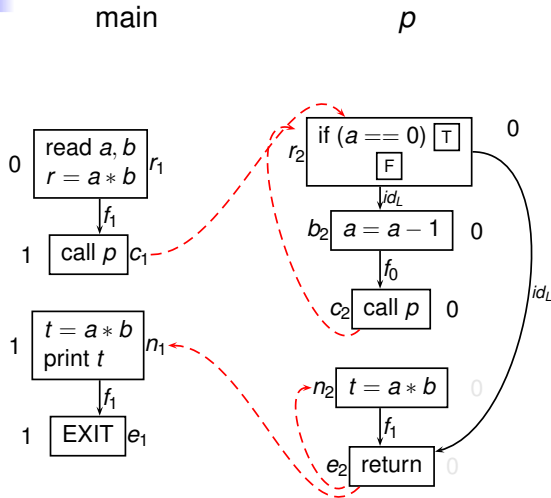 main
p
0
read a, b
r = a ∗ b
r1
f1
1
call p
c1
1
t = a ∗ b
print t
n1
f1
1
EXIT
e1
r2
if (a == 0) T
F
0
idL
b2
a = a − 1
0
f0
c2
call p
0
idL
n2
t = a ∗ b
0
f1
e2
return
0